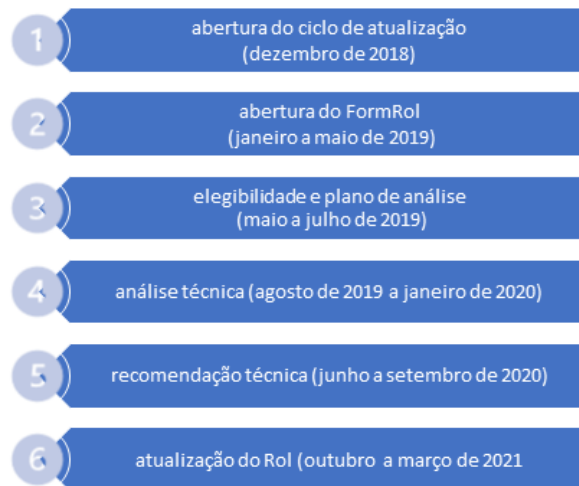 1
abertura do ciclo de atualização
(dezembro de 2018)
2
abertura do FormRol
(janeiro a maio de 2019)
3
elegibilidade e plano de análise
(maio a julho de 2019)
4
análise técnica (agosto de 2019 a janeiro de 2020)
5
recomendação técnica (junho a setembro de 2020)
6
atualização do Rol (outubro a março de 2021